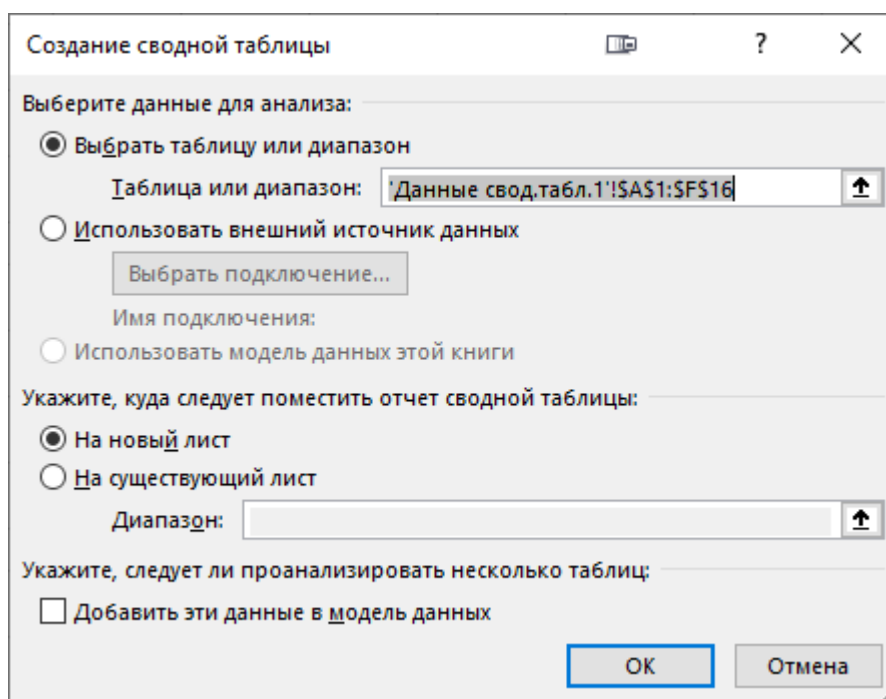 Создание сводной таблицы ?
Выберите данные для анализа:
Выбрать таблицу или диапазон
Таблица или диапазон: 'Данные свод.табл.1'!$A$1:$F$16
Использовать внешний источник данных
Выбрать подключение...
Имя подключения:
Использовать модель данных этой книги
Укажите, куда следует поместить отчет сводной таблицы:
На новый лист
На существующий лист
Диапазон:
Укажите, следует ли проанализировать несколько таблиц:
Добавить эти данные в модель данных
ОК Отмена